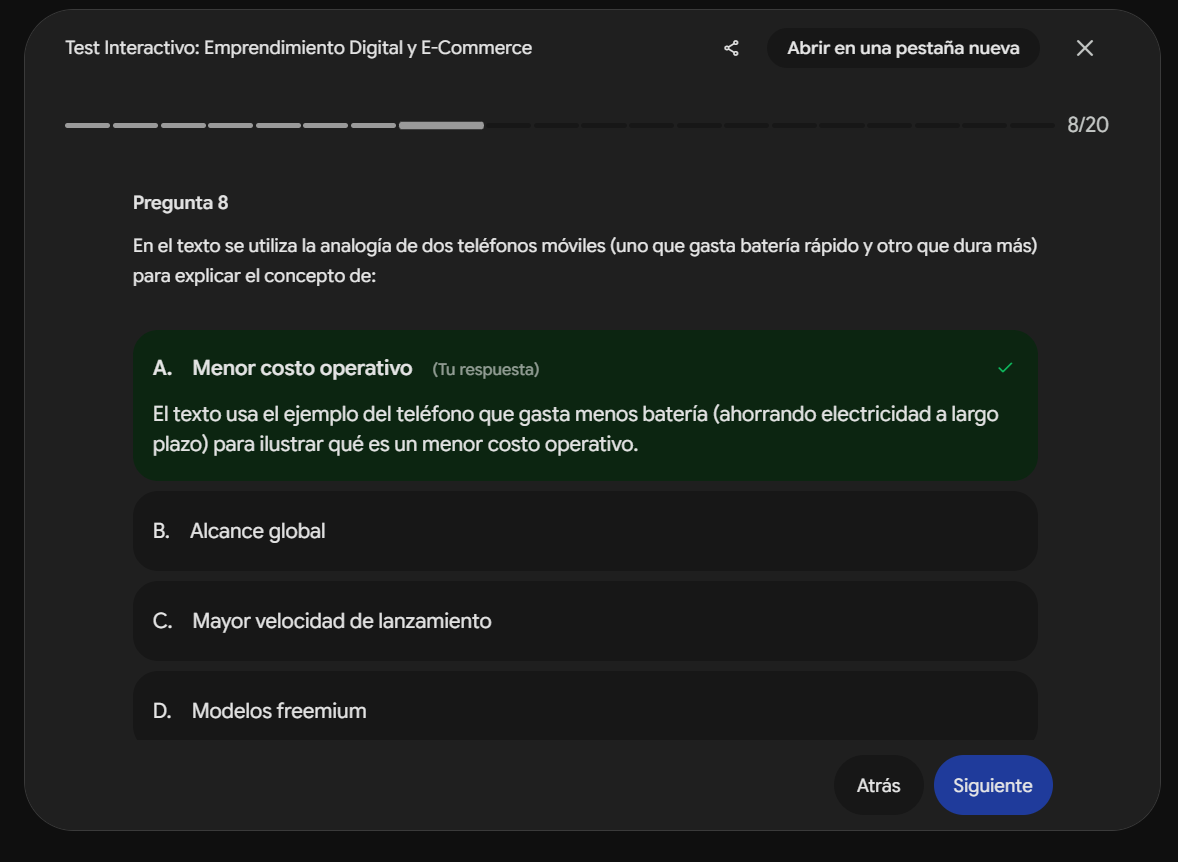 Test Interactivo: Emprendimiento Digital y E-Commerce
Abrir en una pestaña nueva
8/20
Pregunta 8
En el texto se utiliza la analogía de dos teléfonos móviles (uno que gasta batería rápido y otro que dura más)
para explicar el concepto de:
A. Menor costo operativo (Tu respuesta)
El texto usa el ejemplo del teléfono que gasta menos batería (ahorrando electricidad a largo
plazo) para ilustrar qué es un menor costo operativo.
B. Alcance global
C. Mayor velocidad de lanzamiento
D. Modelos freemium
Atrás
Siguiente